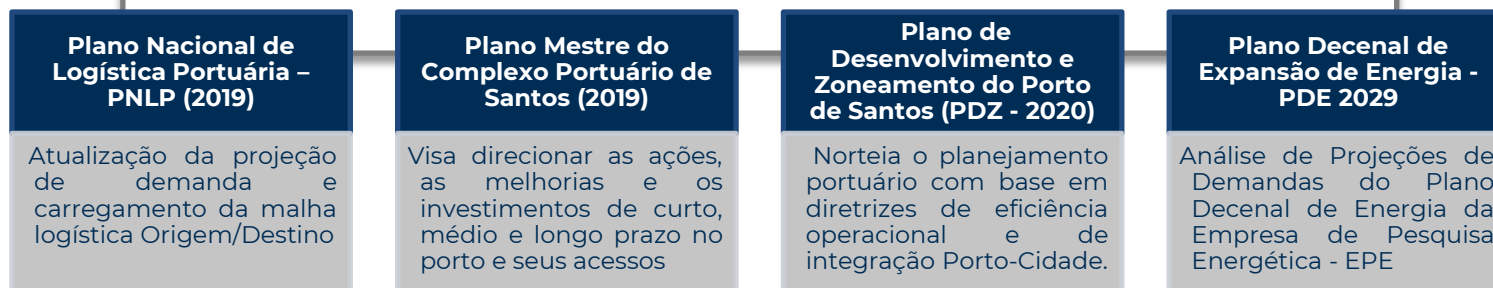 Plano Nacional de
Logística Portuária –
PNLP (2019)
Atualização da projeção
de demanda e
carregamento da malha
logística Origem/Destino
Plano Mestre do
Complexo Portuário de
Santos (2019)
Visa direcionar as ações,
as melhorias e os
investimentos de curto,
médio e longo prazo no
porto e seus acessos
Plano de
Desenvolvimento e
Zoneamento do Porto
de Santos (PDZ - 2020)
Norteia o planejamento
portuário com base em
diretrizes de eficiência
operacional e de
integração Porto-Cidade.
Plano Decenal de
Expansão de Energia -
PDE 2029
Análise de Projeções de
Demandas do Plano
Decenal de Energia da
Empresa de Pesquisa
Energética - EPE